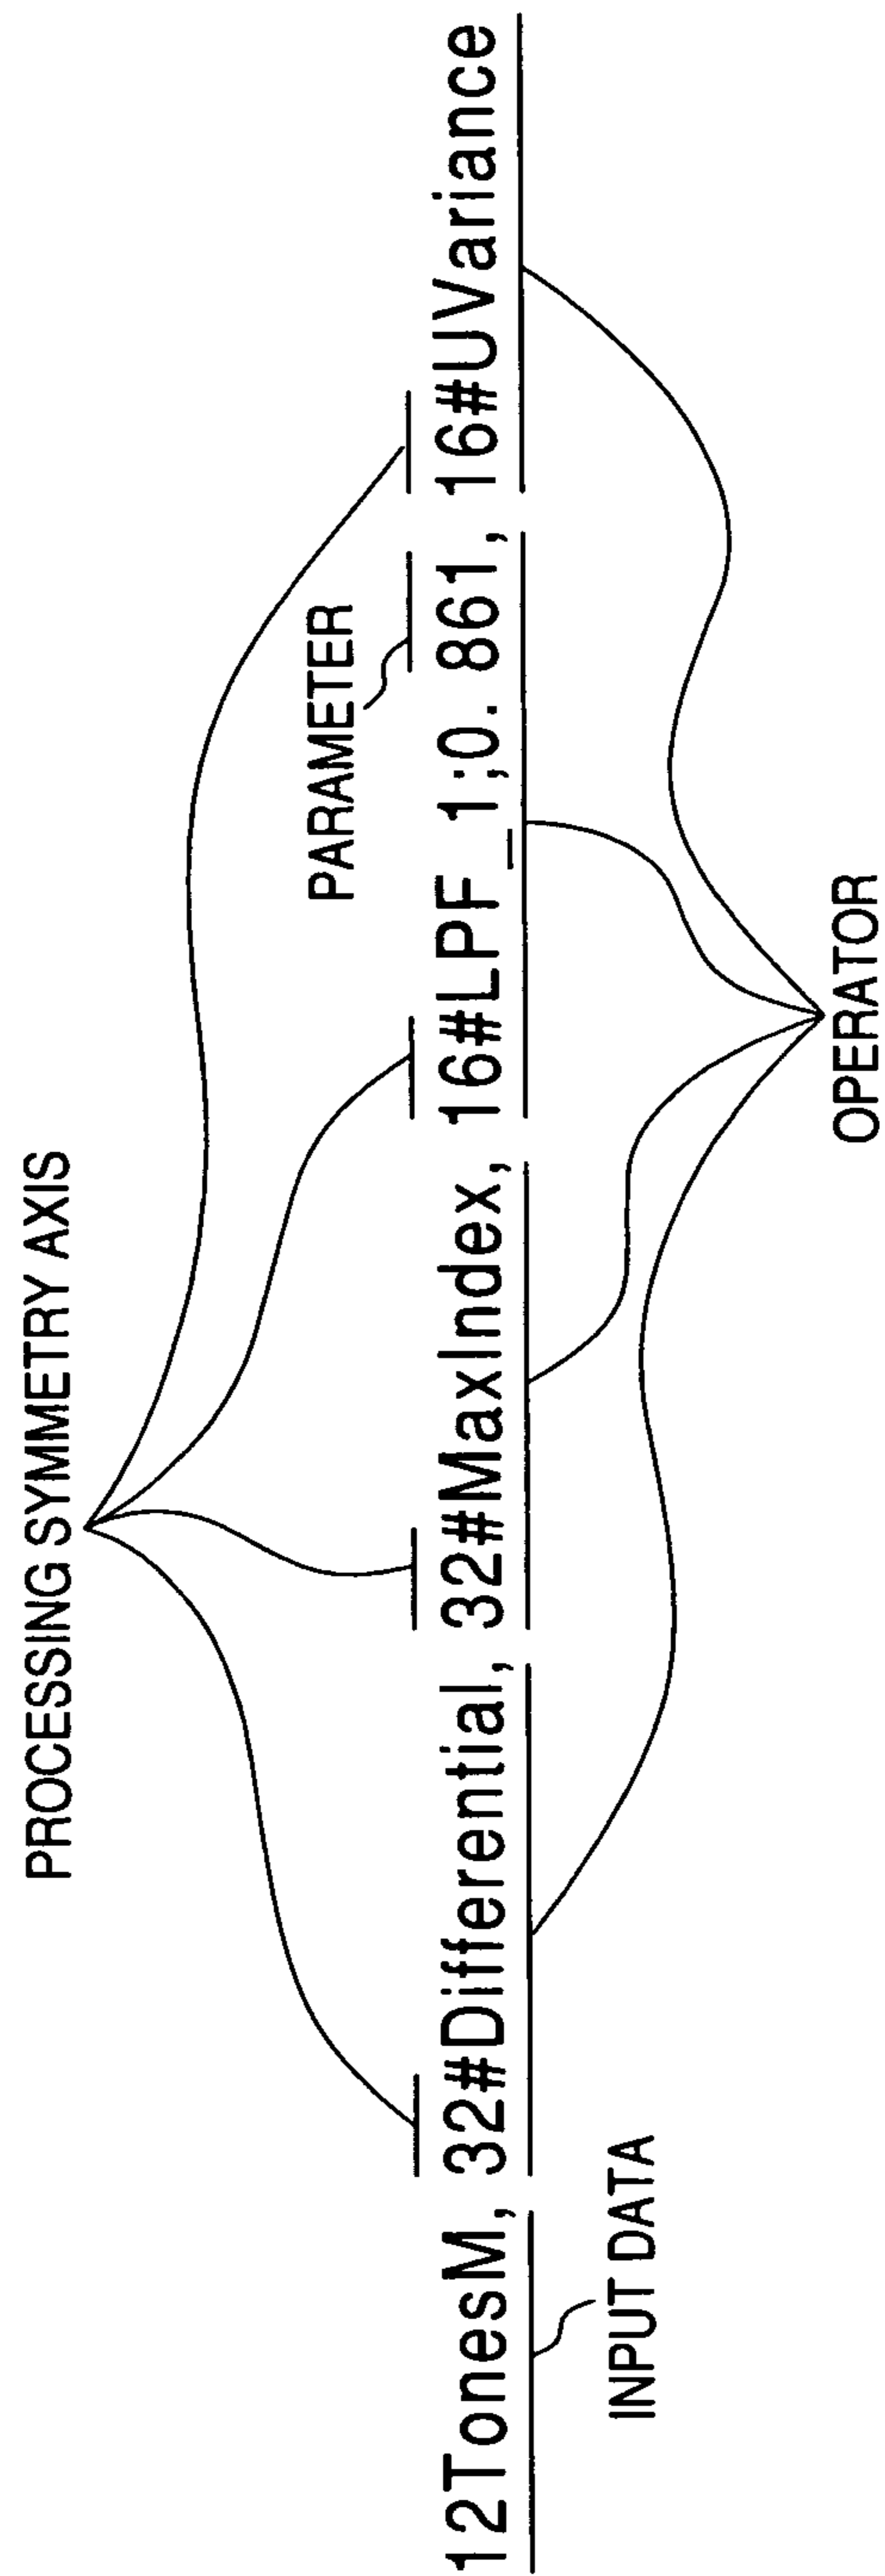 PROCESSING SYMMETRY AXIS
PARAMETER
12TonesM, 32#Differential, 32#MaxIndex, 16#LPF_1;0. 861, 16#UVariance
INPUT DATA
OPERATOR